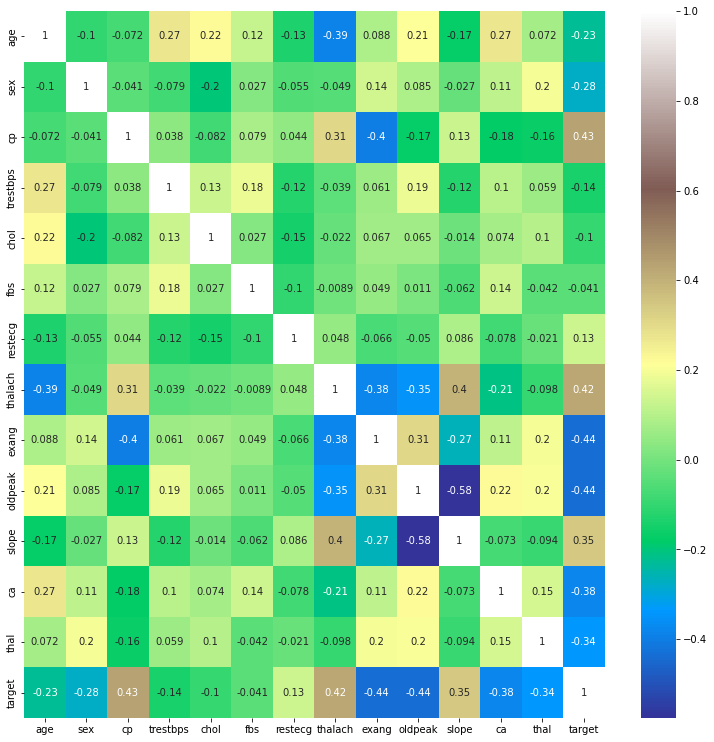 age 1 -0.1 -0.072 0.27 0.22 0.12 -0.13 -0.39 0.088 0.21 -0.17 0.27 0.072 -0.23
sex -0.1 1 -0.041 -0.079 -0.2 0.027 -0.055 -0.049 0.14 0.085 -0.027 0.11 0.2 -0.28
cp -0.072 -0.041 1 0.038 -0.082 0.079 0.044 0.31 -0.4 -0.17 0.13 -0.18 -0.16 0.43
trestbps 0.27 -0.079 0.038 1 0.13 0.18 -0.12 -0.039 0.061 0.19 -0.12 0.1 0.059 -0.14
chol 0.22 -0.2 -0.082 0.13 1 0.027 -0.15 -0.022 0.067 0.065 -0.014 0.074 0.1 -0.1
fbs 0.12 0.027 0.079 0.18 0.027 1 -0.1 -0.0089 0.049 0.011 -0.062 0.14 -0.042 -0.041
restecg -0.13 -0.055 0.044 -0.12 -0.15 -0.1 1 0.048 -0.066 -0.05 0.086 -0.078 -0.021 0.13
thalach -0.39 -0.049 0.31 -0.039 -0.022 -0.0089 0.048 1 -0.38 -0.35 0.4 -0.21 -0.098 0.42
exang 0.088 0.14 -0.4 0.061 0.067 0.049 -0.066 -0.38 1 0.31 -0.27 0.11 0.2 -0.44
oldpeak 0.21 0.085 -0.17 0.19 0.065 0.011 -0.05 -0.35 0.31 1 -0.58 0.22 0.2 -0.44
slope -0.17 -0.027 0.13 -0.12 -0.014 -0.062 0.086 0.4 -0.27 -0.58 1 -0.073 -0.094 0.35
ca 0.27 0.11 -0.18 0.1 0.074 0.14 -0.078 -0.21 0.11 0.22 -0.073 1 0.15 -0.38
thal 0.072 0.2 -0.16 0.059 0.1 -0.042 -0.021 -0.098 0.2 0.2 -0.094 0.15 1 -0.34
target -0.23 -0.28 0.43 -0.14 -0.1 -0.041 0.13 0.42 -0.44 -0.44 0.35 -0.38 -0.34 1
age sex cp trestbps chol fbs restecg thalach exang oldpeak slope ca thal target
1.0
0.8
0.6
0.4
0.2
0.0
−0.2
−0.4